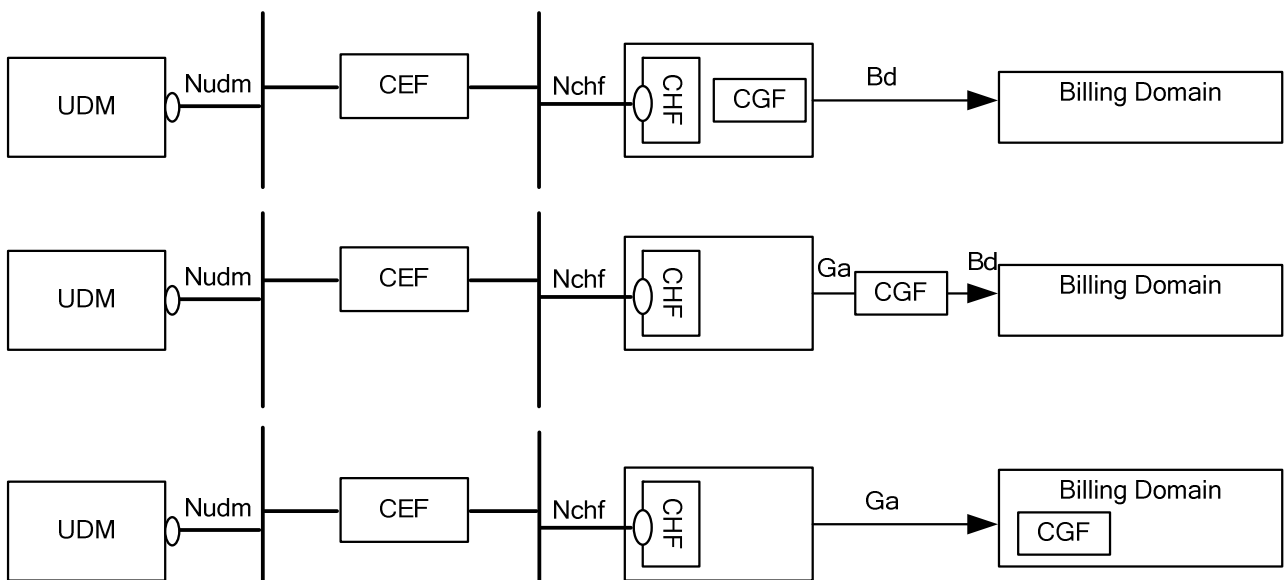 UDM
Nudm
CEF
Nchf
CHF
CGF
Bd
Billing Domain
UDM
Nudm
CEF
Nchf
CHF
Ga
CGF
Bd
Billing Domain
UDM
Nudm
CEF
Nchf
CHF
Ga
Billing Domain
CGF